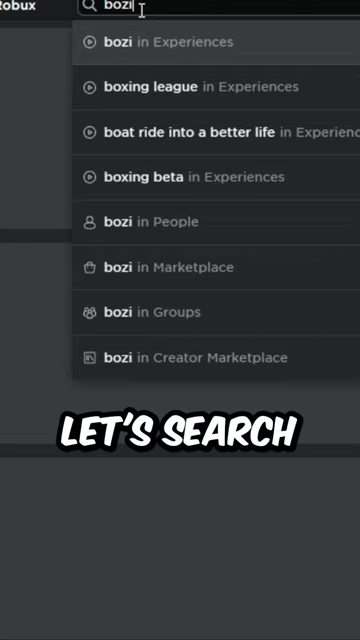 Robux
bozi
bozi in Experiences
boxing league in Experiences
boat ride into a better life in Experienc
boxing beta in Experiences
bozi in People
bozi in Marketplace
bozi in Groups
bozi in Creator Marketplace
LET'S SEARCH